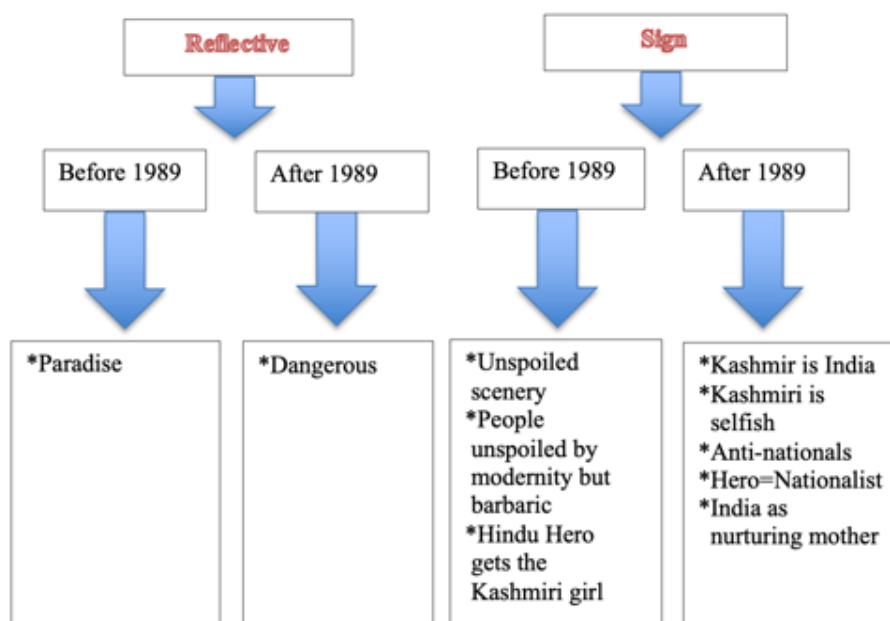 Reflective
Sign
Before 1989
After 1989
Before 1989
After 1989
*Paradise
*Dangerous
*Unspoiled
scenery
*People
unspoiled by
modernity but
barbaric
*Hindu Hero
gets the
Kashmiri girl
*Kashmir is India
*Kashmiri is
selfish
*Anti-nationals
*Hero=Nationalist
*India as
nurturing mother